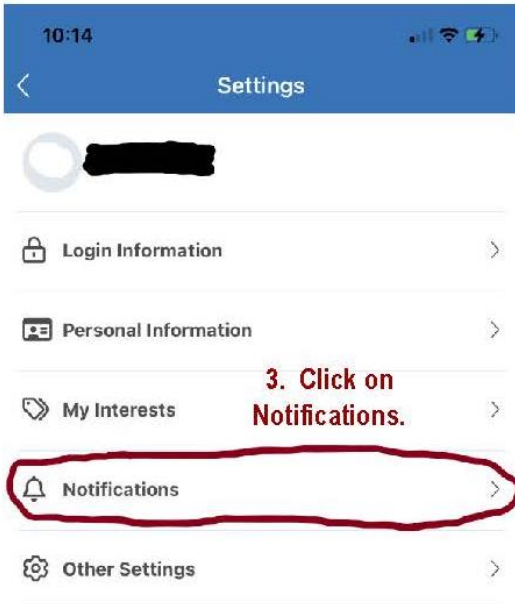 10:14
Settings
Login Information
Personal Information
3. Click on
Notifications.
My Interests
Notifications
Other Settings